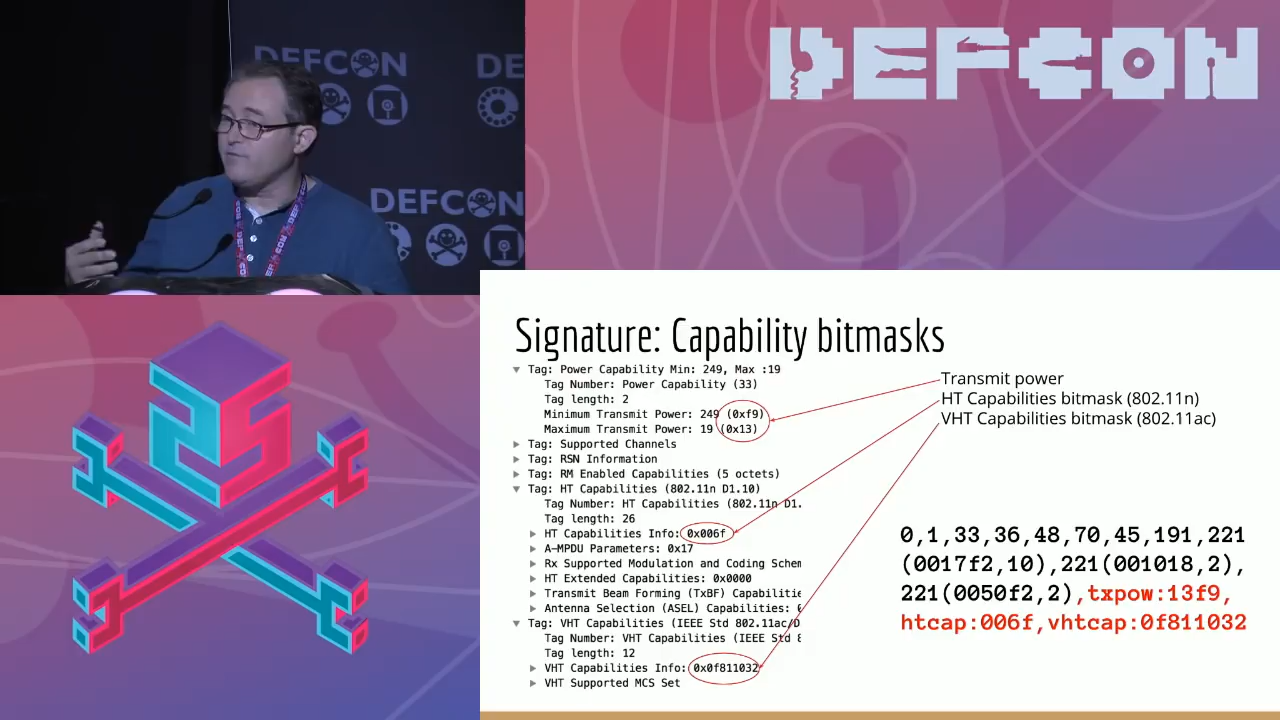 DEFCON
DE
DEFCON
DEFCON
DEFCON
Signature: Capability bitmasks
Tag: Power Capability Min: 249, Max :19
Tag Number: Power Capability (33)
Tag length: 2
Minimum Transmit Power: 249 (0xf9)
Maximum Transmit Power: 19 (0x13)
Tag: Supported Channels
Tag: RSN Information
Tag: RM Enabled Capabilities (5 octets)
Tag: HT Capabilities (802.11n D1.10)
Tag Number: HT Capabilities (802.11n D1.
Tag length: 26
HT Capabilities Info: 0x006f
A-MPDU Parameters: 0x17
Rx Supported Modulation and Coding Schem
HT Extended Capabilities: 0x0000
Transmit Beam Forming (TxBF) Capabilitie
Antenna Selection (ASEL) Capabilities:
Tag: VHT Capabilities (IEEE Std 802.11ac/D
Tag Number: VHT Capabilities (IEEE Std 8
Tag length: 12
VHT Capabilities Info: 0x0f811032
VHT Supported MCS Set
Transmit power
HT Capabilities bitmask (802.11n)
VHT Capabilities bitmask (802.11ac)
0,1,33,36,48,70,45,191,221
(0017f2,10),221(001018,2),
221(0050f2,2),txpow:13f9,
htcap:006f,vhtcap:0f811032